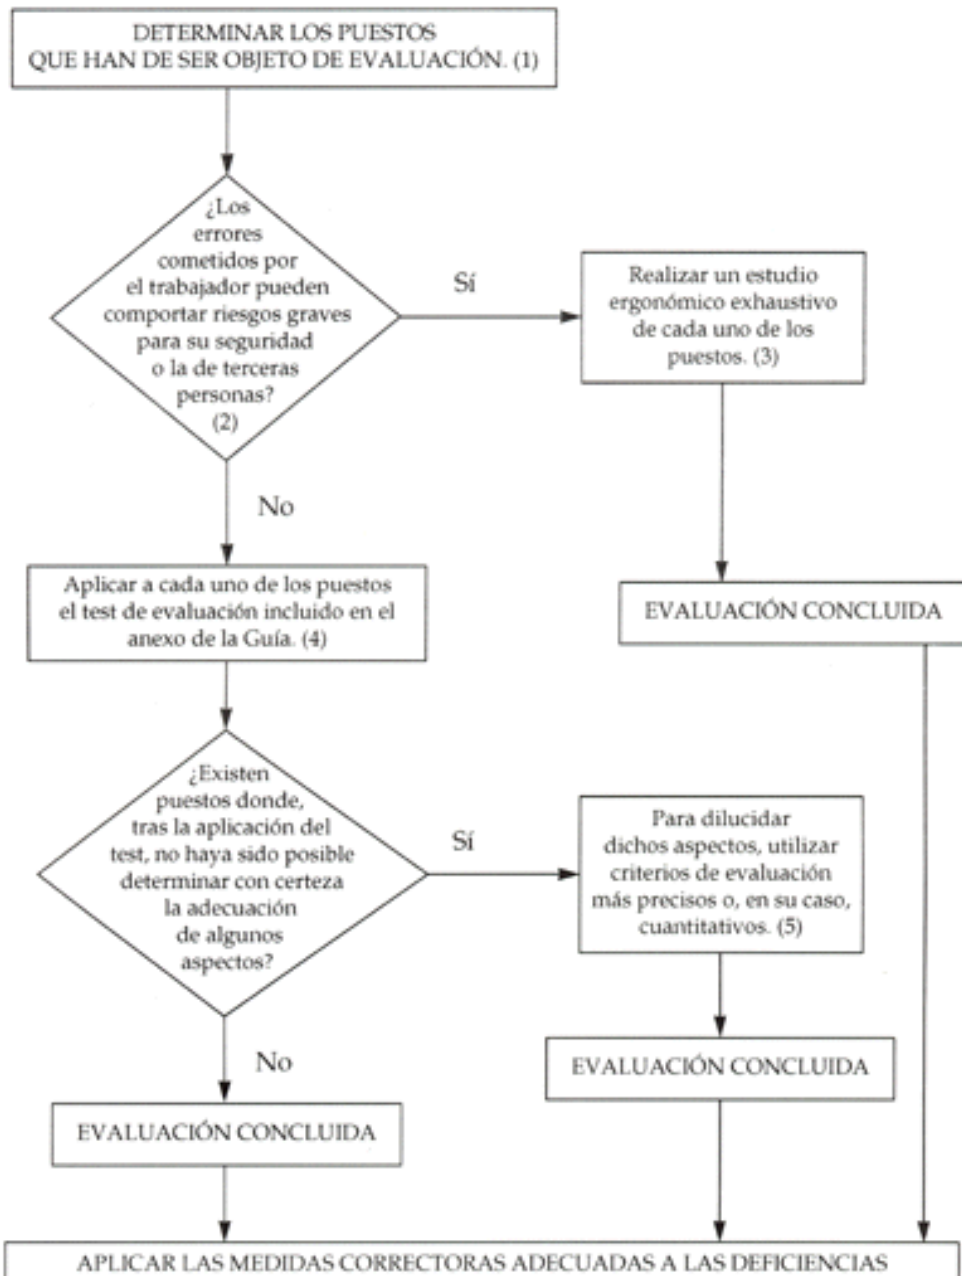 DETERMINAR LOS PUESTOS
QUE HAN DE SER OBJETO DE EVALUACIÓN. (1)
¿Los
errores
cometidos por
el trabajador pueden
comportar riesgos graves
para su seguridad
o la de terceras
personas?
(2)
Sí
Realizar un estudio
ergonómico exhaustivo
de cada uno de los
puestos. (3)
No
Aplicar a cada uno de los puestos
el test de evaluación incluido en el
anexo de la Guía. (4)
EVALUACIÓN CONCLUIDA
¿Existen
puestos donde,
tras la aplicación del
test, no haya sido posible
determinar con certeza
la adecuación
de algunos
aspectos?
Sí
Para dilucidar
dichos aspectos, utilizar
criterios de evaluación
más precisos o, en su caso,
cuantitativos. (5)
No
EVALUACIÓN CONCLUIDA
EVALUACIÓN CONCLUIDA
APLICAR LAS MEDIDAS CORRECTORAS ADECUADAS A LAS DEFICIENCIAS